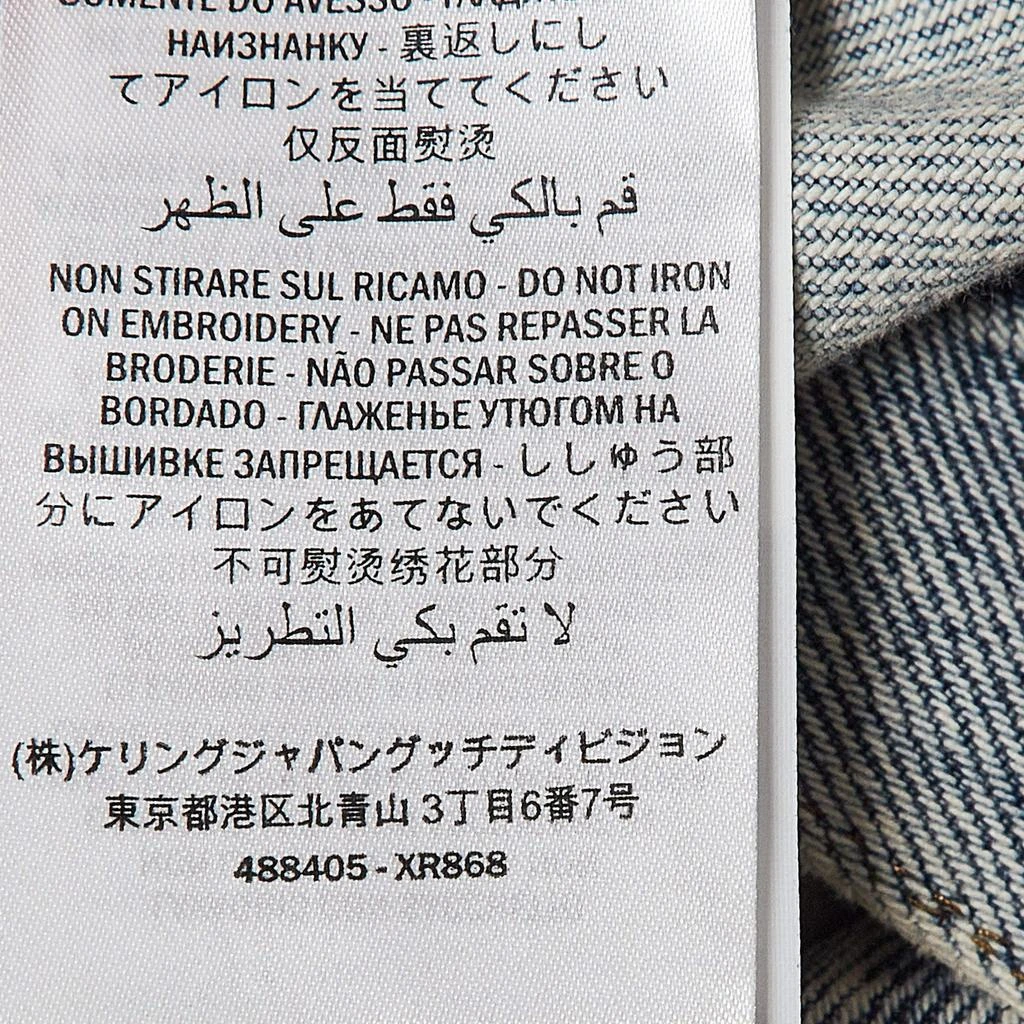 SOMENTE DO AVESSO -
НАИЗНАНКУ - 裏返しにし
てアイロンを当ててください
仅反面熨烫
قم بالكي فقط على الظهر
NON STIRARE SUL RICAMO - DO NOT IRON
ON EMBROIDERY - NE PAS REPASSER LA
BRODERIE - NÃO PASSAR SOBRE O
BORDADO - ГЛАЖЕНЬЕ УТЮГОМ НА
ВЫШИВКЕ ЗАПРЕЩАЕТСЯ - ししゅう部
分にアイロンをあてないでください
不可熨烫绣花部分
لا تقم بكي التطريز
(株)ケリングジャパングッチディビジョン
東京都港区北青山 3丁目6番7号
488405 - XR868